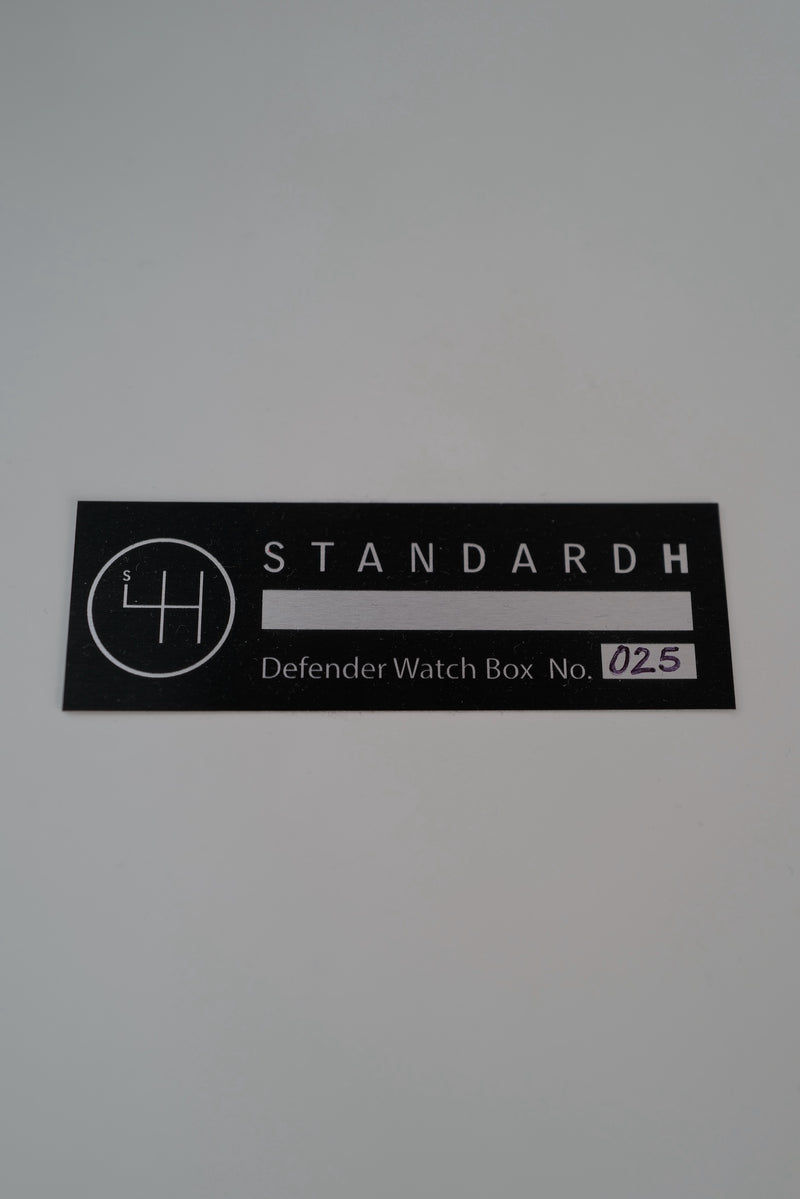 S
STANDARDH
Defender Watch Box No. 025